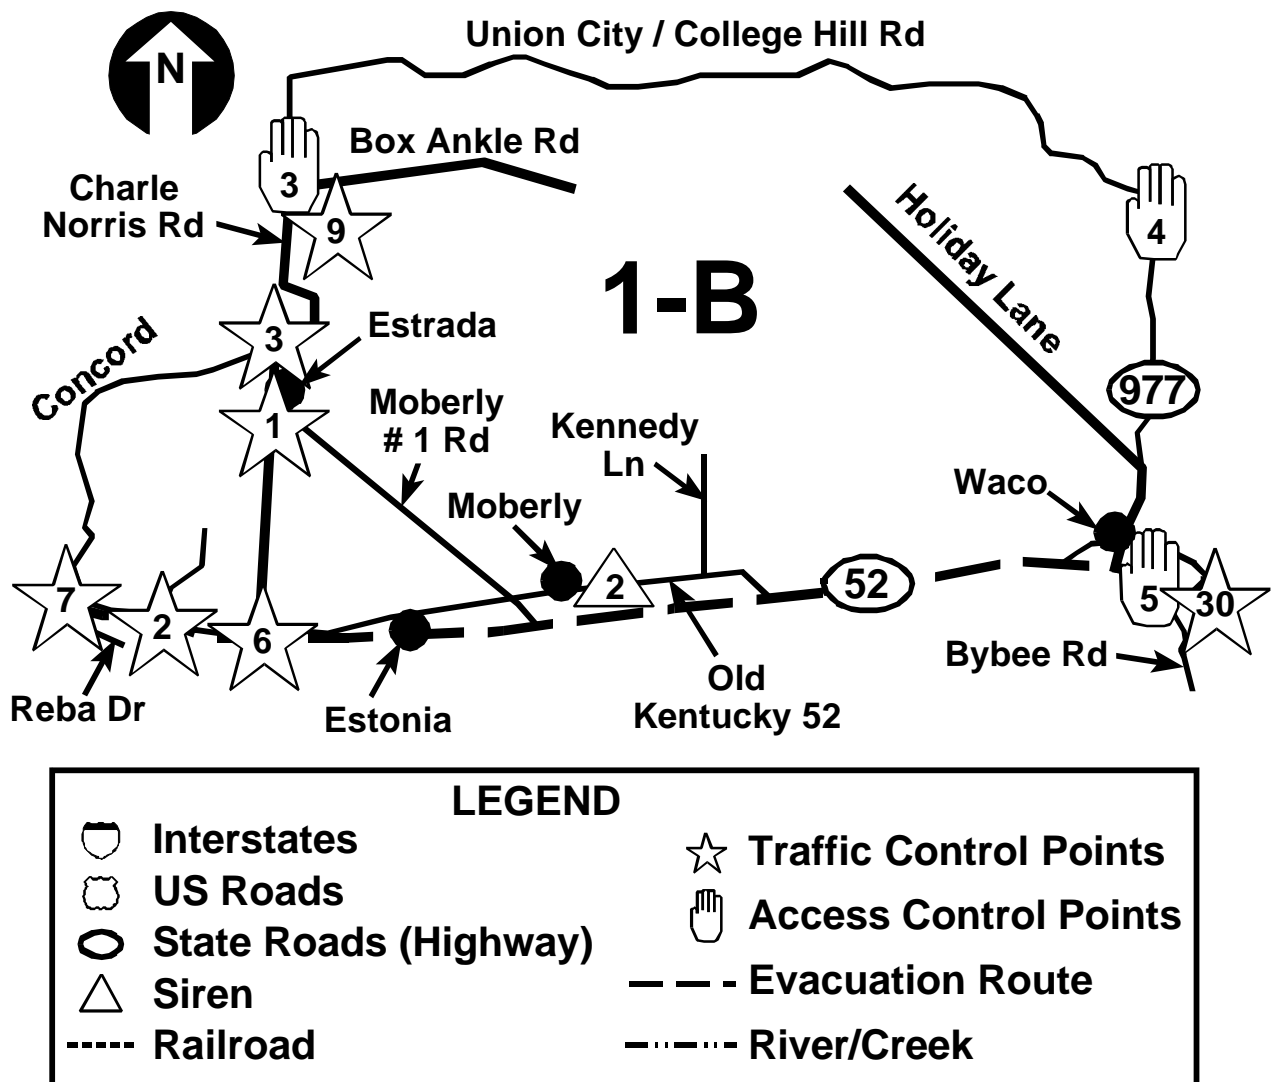 Union City / College Hill Rd
N
Box Ankle Rd
3
Charle
Norris Rd
9
4
Holiday Lane
1-B
3
Estrada
Concord
977
Moberly
# 1 Rd
1
Kennedy
Ln
Waco
Moberly
7
2
6
2
52
5
30
Bybee Rd
Reba Dr
Estonia
Old
Kentucky 52
LEGEND
Interstates
US Roads
State Roads (Highway)
Siren
Railroad
Traffic Control Points
Access Control Points
Evacuation Route
River/Creek